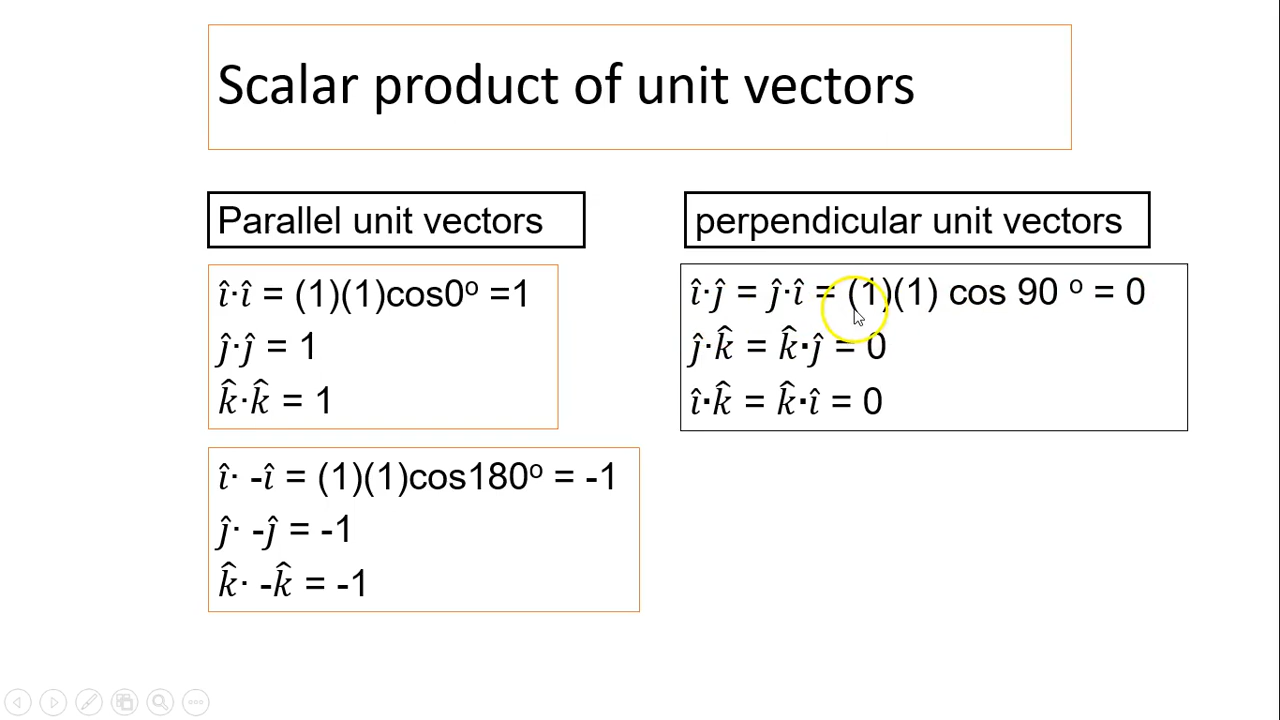 Scalar product of unit vectors
Parallel unit vectors
î·î = (1)(1)cos0º =1
ĵ·ĵ = 1
k̂·k̂ = 1
î· -î = (1)(1)cos180º = -1
ĵ· -ĵ = -1
k̂· -k̂ = -1
perpendicular unit vectors
î·ĵ = ĵ·î = (1)(1) cos 90 º = 0
ĵ·k̂ = k̂·ĵ = 0
î·k̂ = k̂·î = 0